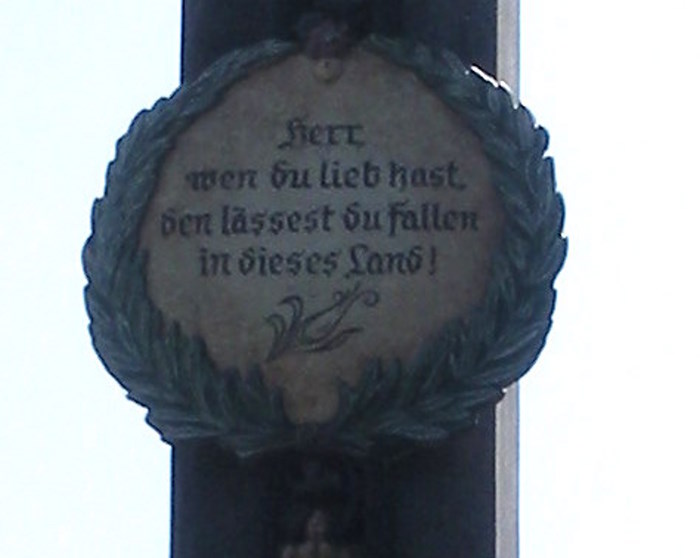 Herr
wen du lieb hast,
den lässest du fallen
in dieses Land!